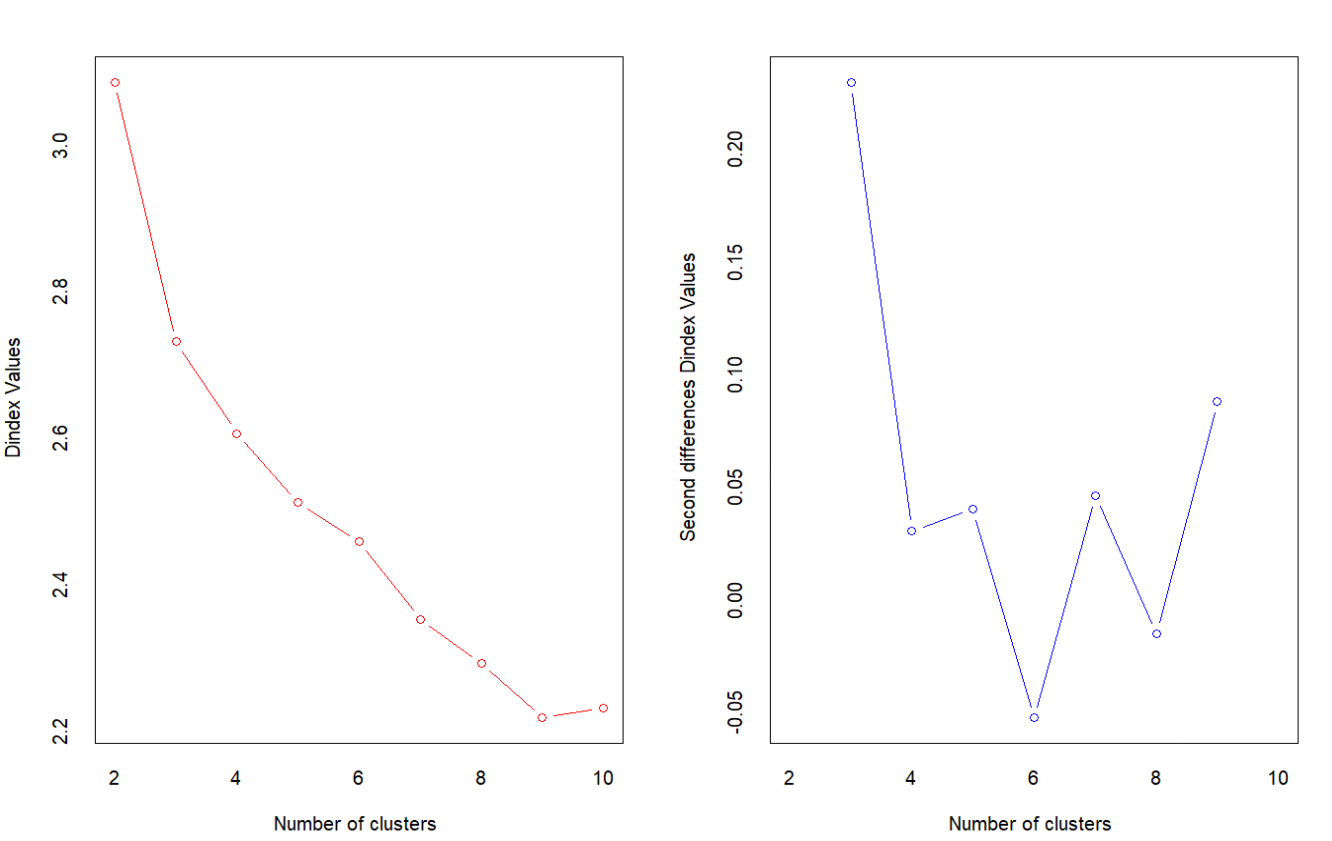 Dindex Values
3.0
2.8
2.6
2.4
2.2
2 4 6 8 10
Number of clusters
Second differences Dindex Values
0.20
0.15
0.10
0.05
0.00
-0.05
2 4 6 8 10
Number of clusters